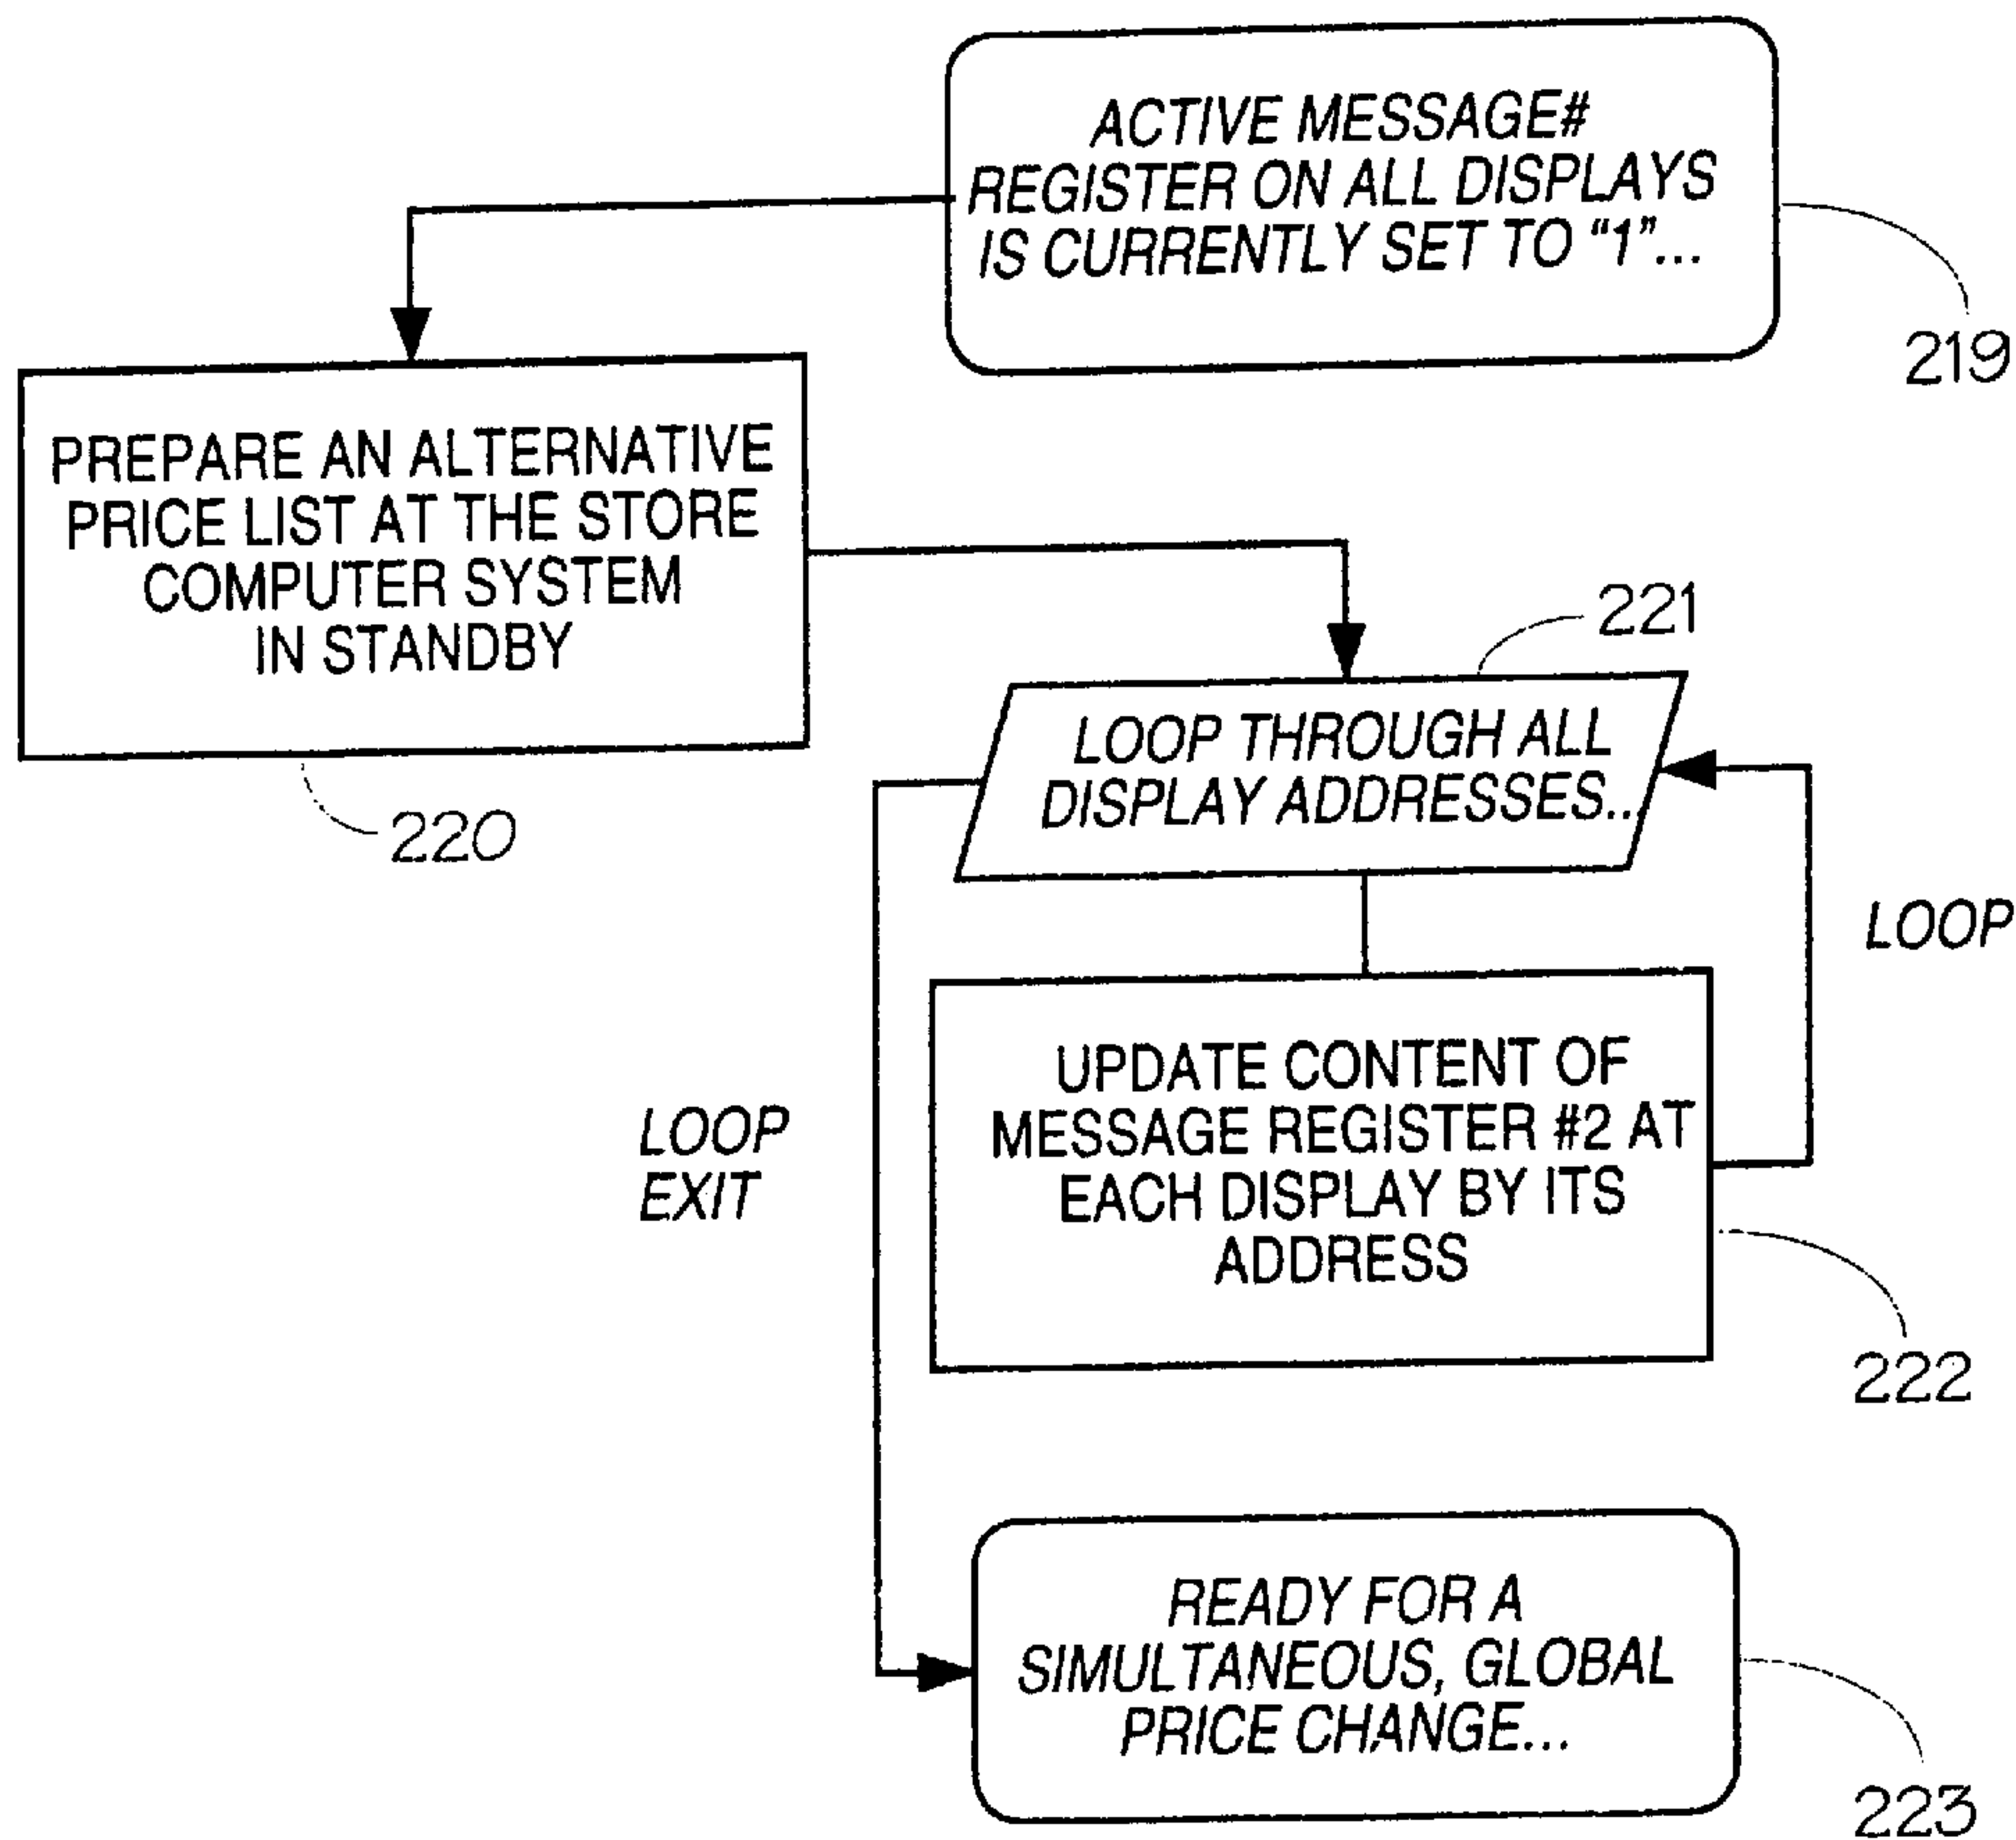 ACTIVE MESSAGE#
REGISTER ON ALL DISPLAYS
IS CURRENTLY SET TO “1”...
219
PREPARE AN ALTERNATIVE
PRICE LIST AT THE STORE
COMPUTER SYSTEM
IN STANDBY
220
221
LOOP THROUGH ALL
DISPLAY ADDRESSES...
LOOP
UPDATE CONTENT OF
MESSAGE REGISTER #2 AT
EACH DISPLAY BY ITS
ADDRESS
222
LOOP
EXIT
READY FOR A
SIMULTANEOUS, GLOBAL
PRICE CHANGE...
223